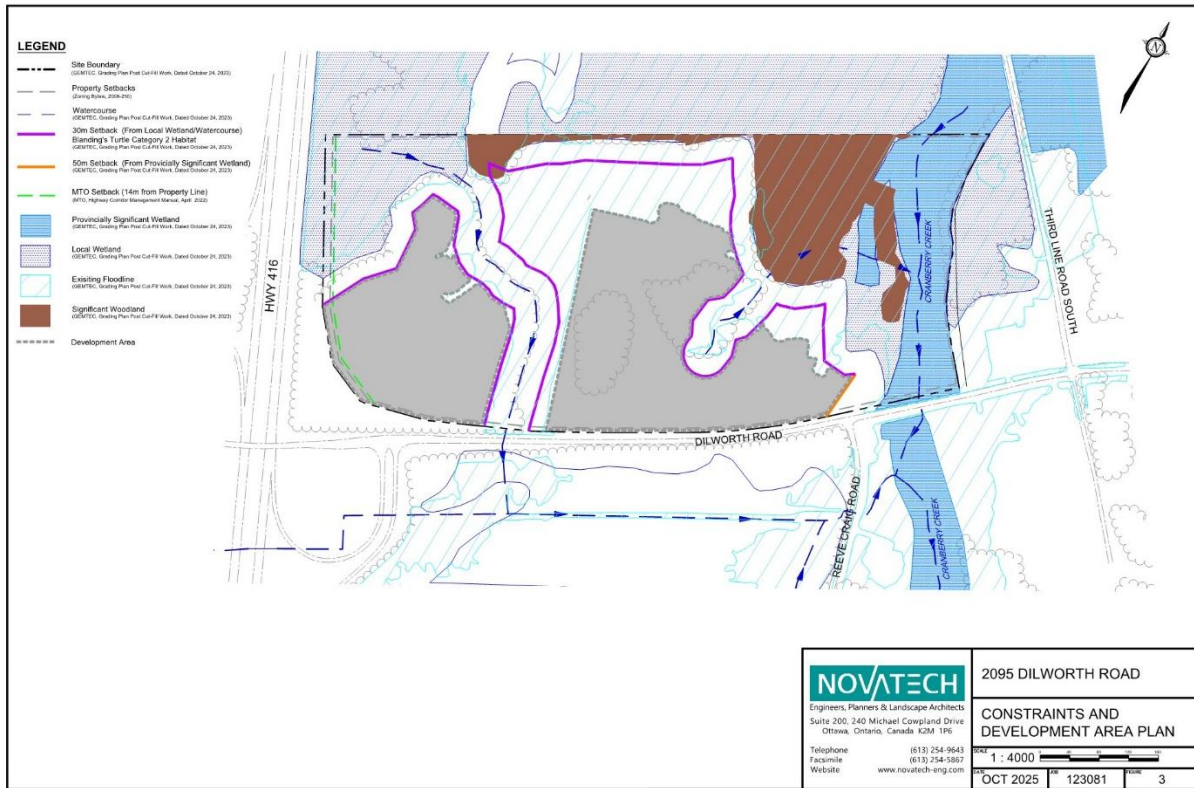 LEGEND
Site Boundary
(GEMTEC, Grading Plan Post Cut-Fill Work, Dated October 24, 2023)
Property Setbacks
(Zoning Bylaw, 2008-250)
Watercourse
(GEMTEC, Grading Plan Post Cut-Fill Work, Dated October 24, 2023)
30m Setback (From Local Wetland/Watercourse)
Blanding's Turtle Category 2 Habitat
(GEMTEC, Grading Plan Post Cut-Fill Work, Dated October 24, 2023)
50m Setback (From Provicially Significant Wetland)
(GEMTEC, Grading Plan Post Cut-Fill Work, Dated October 24, 2023)
MTO Setback (14m from Property Line)
(MTO, Highway Corridor Management Manual, April 2022)
Provincially Significant Wetland
(GEMTEC, Grading Plan Post Cut-Fill Work, Dated October 24, 2023)
Local Wetland
(GEMTEC, Grading Plan Post Cut-Fill Work, Dated October 24, 2023)
Exisiting Floodline
(GEMTEC, Grading Plan Post Cut-Fill Work, Dated October 24, 2023)
Significant Woodland
(GEMTEC, Grading Plan Post Cut-Fill Work, Dated October 24, 2023)
Development Area
N
HWY 416
THIRD LINE ROAD SOUTH
CRANBERRY CREEK
DILWORTH ROAD
REEVE CRAIG ROAD
CRANBERRY CREEK
NOVATECH
Engineers, Planners & Landscape Architects
Suite 200, 240 Michael Cowpland Drive
Ottawa, Ontario, Canada K2M 1P6
Telephone (613) 254-9643
Facsimile (613) 254-5867
Website www.novatech-eng.com
2095 DILWORTH ROAD
CONSTRAINTS AND
DEVELOPMENT AREA PLAN
SCALE
1 : 4000
DATE JOB FIGURE
OCT 2025 123081 3